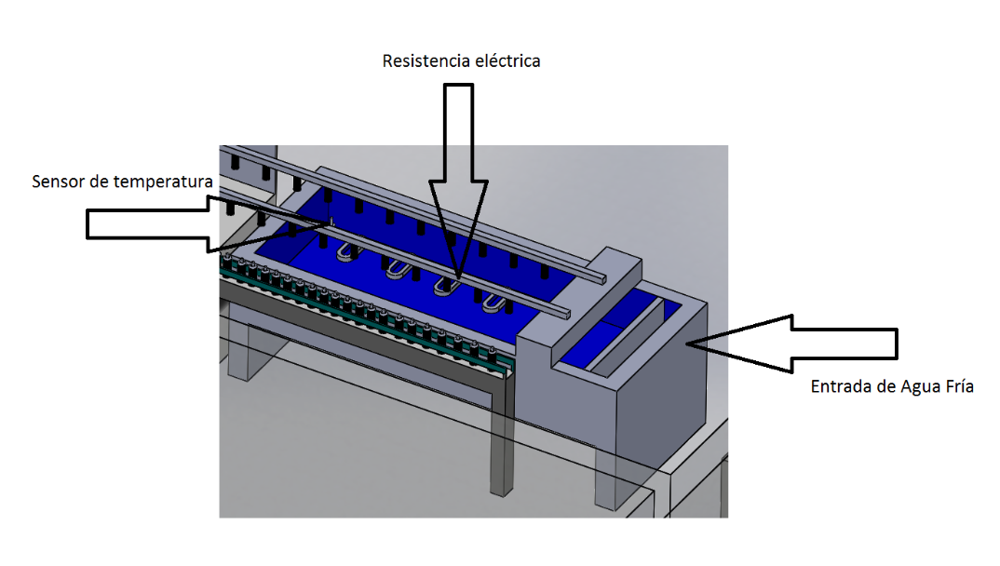 Resistencia eléctrica
Sensor de temperatura
Entrada de Agua Fría